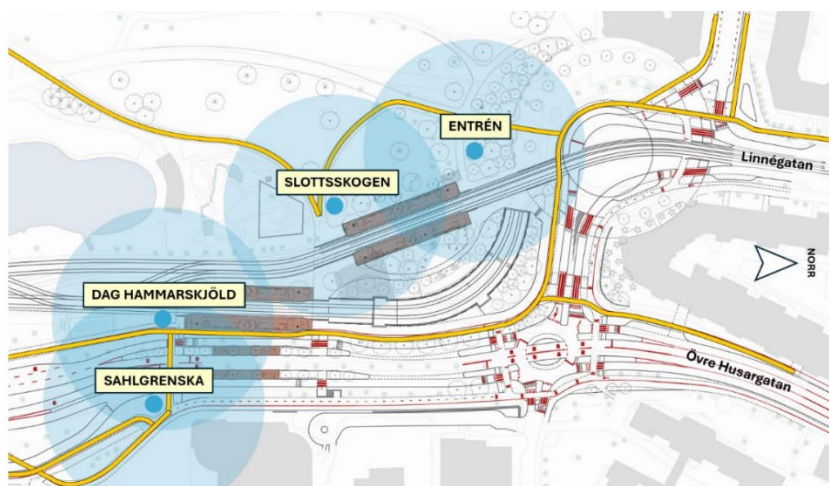 ENTRÉN
Linnégatan
SLOTTSSKOGEN
NORR
DAG HAMMARSKJÖLD
Övre Husargatan
SAHLGRENSKA